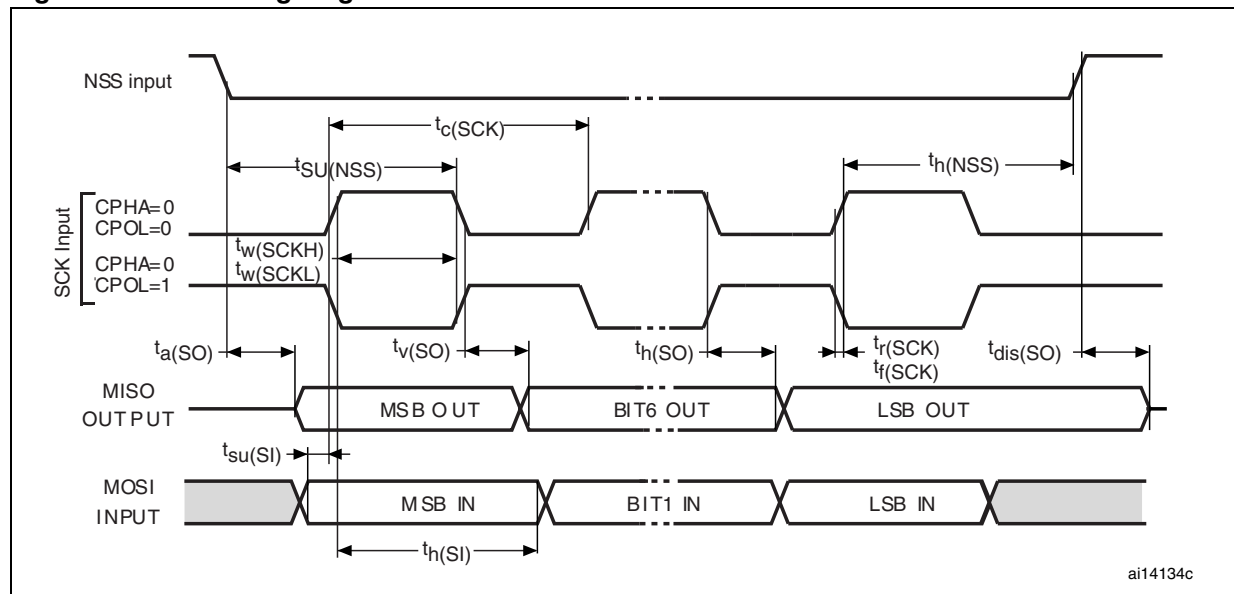 NSS input
tc(SCK)
tSU(NSS)
th(NSS)
SCK Input
CPHA=0
CPOL=0
tw(SCKH)
CPHA=0
tw(SCKL)
CPOL=1
ta(SO)
tv(SO)
th(SO)
tr(SCK)
tf(SCK)
tdis(SO)
MISO
OUTPUT
MSB OUT
BIT6 OUT
LSB OUT
tsu(SI)
MOSI
INPUT
MSB IN
BIT1 IN
LSB IN
th(SI)
ai14134c